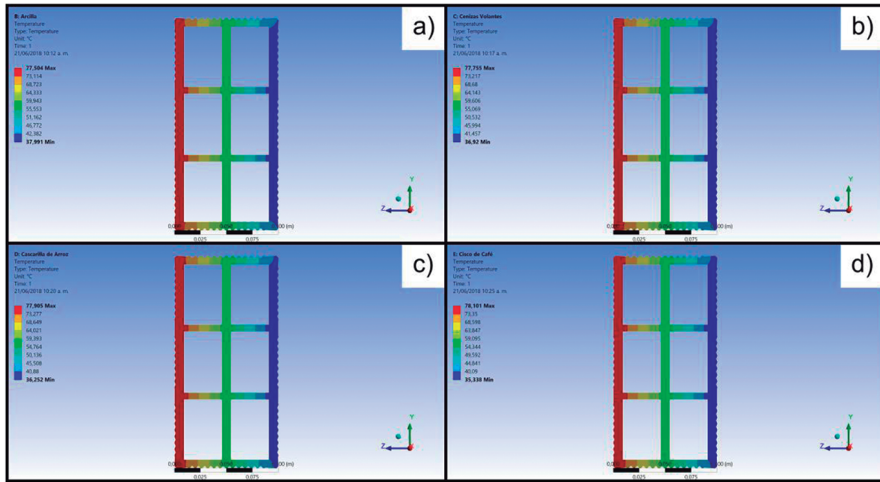 a)
B: Arcilla
Temperature
Type: Temperature
Unit: °C
Time: 1
21/06/2018 10:12 a. m.
77,504 Max
73,114
68,723
64,333
59,943
55,553
51,162
46,772
42,382
37,991 Min
0,000
0,025
0,075
0,100 (m)
Y
Z
b)
C: Cenizas Volantes
Temperature
Type: Temperature
Unit: °C
Time: 1
21/06/2018 10:17 a. m.
77,755 Max
73,217
68,68
64,143
59,606
55,069
50,532
45,994
41,457
36,92 Min
0,025
0,075
(m)
Y
Z
c)
D: Cascarilla de Arroz
Temperature
Type: Temperature
Unit: °C
Time: 1
21/06/2018 10:20 a. m.
77,905 Max
73,277
64,021
59,393
54,764
50,136
45,508
40,88
36,252 Min
0,025
0,075
(m)
Y
Z
d)
E: Cisco de Café
Temperature
Type: Temperature
Unit: °C
Time: 1
21/06/2018 10:25 a. m.
78,101 Max
73,35
68,598
63,847
59,095
54,344
49,592
44,841
40,09
35,338 Min
0,025
0,075
(m)
Y
Z